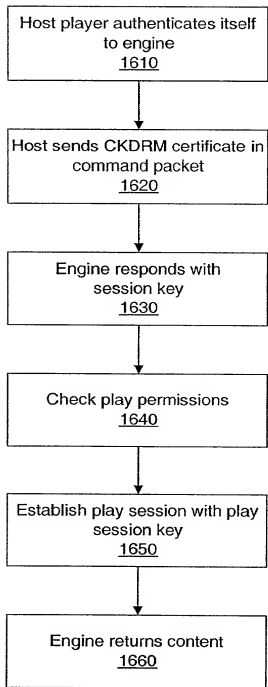 Host player authenticates itself
to engine
1610
Host sends CKDRM certificate in
command packet
1620
Engine responds with
session key
1630
Check play permissions
1640
Establish play session with play
session key
1650
Engine returns content
1660